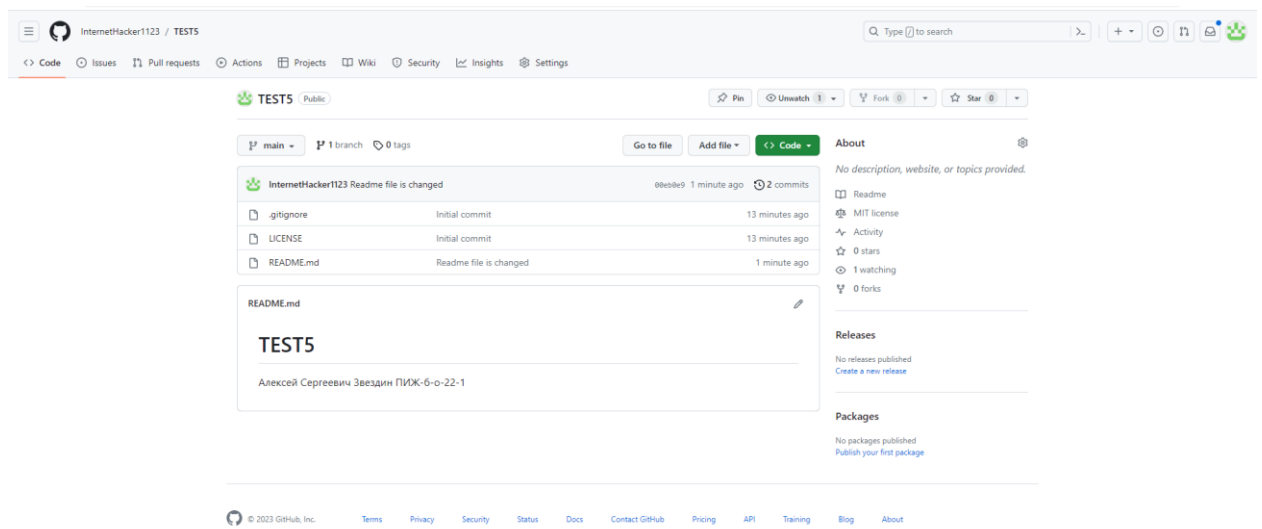 InternetHacker1123 / TEST5
Type / to search
<> Code Issues Pull requests Actions Projects Wiki Security Insights Settings
TEST5 Public
Pin Unwatch 1 Fork 0 Star 0
main 1 branch 0 tags
Go to file Add file <> Code
InternetHacker1123 Readme file is changed 00eb0e9 1 minute ago 2 commits
.gitignore Initial commit 13 minutes ago
LICENSE Initial commit 13 minutes ago
README.md Readme file is changed 1 minute ago
README.md
TEST5
Алексей Сергеевич Звездин ПИЖ-б-о-22-1
About
No description, website, or topics provided.
Readme
MIT license
Activity
0 stars
1 watching
0 forks
Releases
No releases published
Create a new release
Packages
No packages published
Publish your first package
© 2023 GitHub, Inc. Terms Privacy Security Status Docs Contact GitHub Pricing API Training Blog About